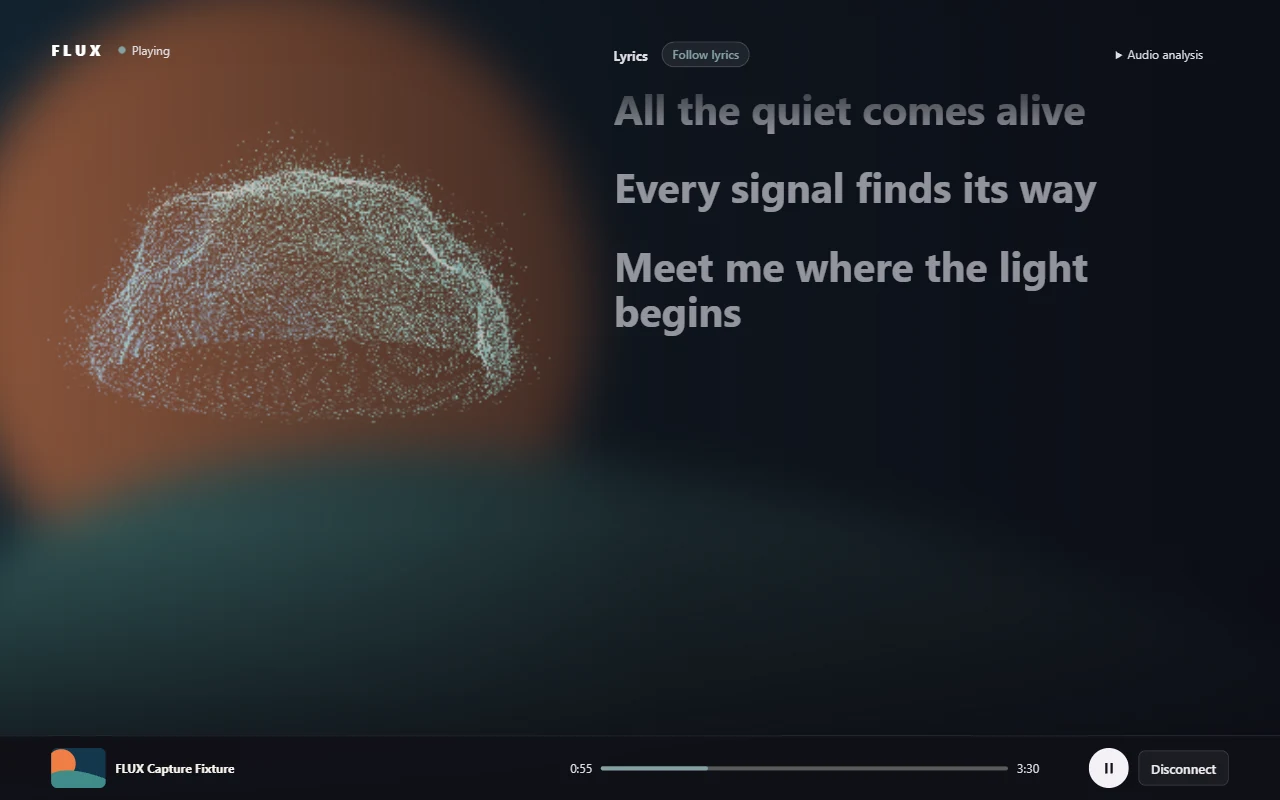 FLUX
Playing
Lyrics
Follow lyrics
Audio analysis
All the quiet comes alive
Every signal finds its way
Meet me where the light
begins
FLUX Capture Fixture
0:55
3:30
Disconnect